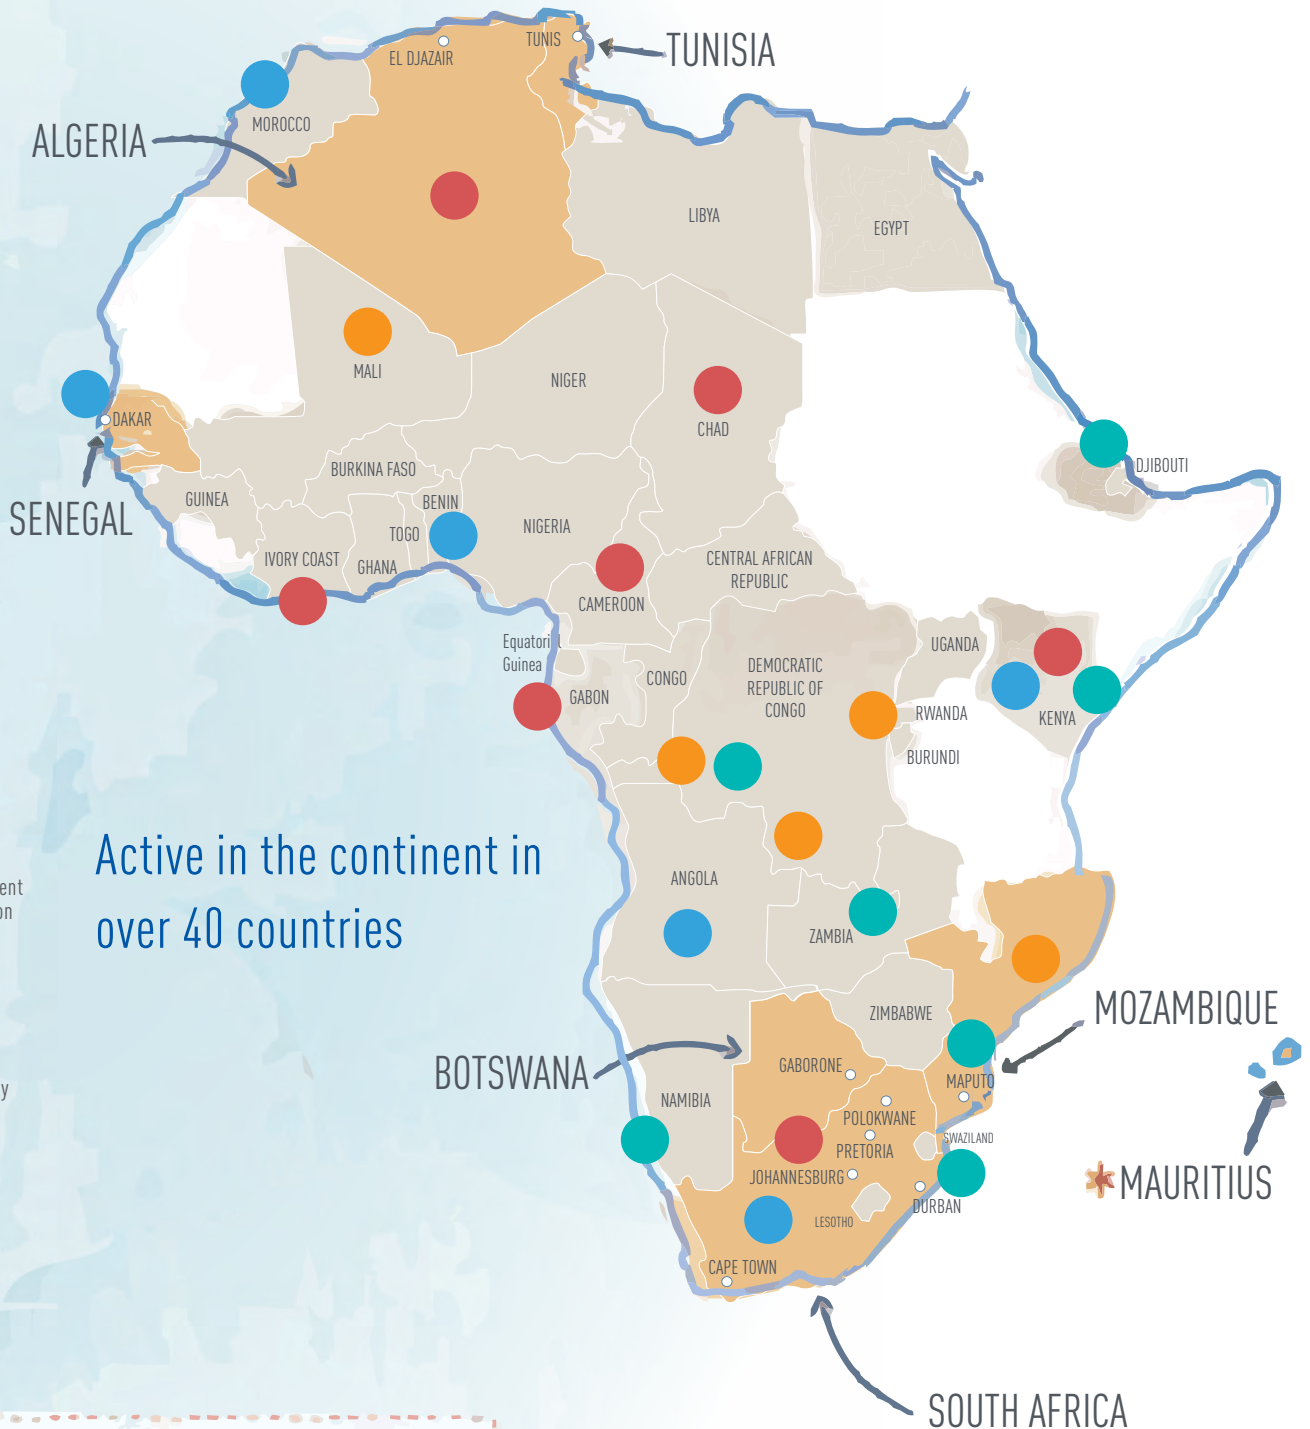 TUNIS
TUNISIA
EL DJAZAIR
MOROCCO
ALGERIA
LIBYA
EGYPT
MALI
NIGER
CHAD
DAKAR
SENEGAL
BURKINA FASO
DJIBOUTI
GUINEA
BENIN
TOGO
NIGERIA
IVORY COAST
GHANA
CENTRAL AFRICAN
REPUBLIC
CAMEROON
Equatorial
Guinea
GABON
CONGO
DEMOCRATIC
REPUBLIC OF
CONGO
UGANDA
RWANDA
KENYA
BURUNDI
Active in the continent in
over 40 countries
ent
on
ANGOLA
ZAMBIA
ZIMBABWE
MOZAMBIQUE
BOTSWANA
GABORONE
MAPUTO
y
NAMIBIA
POLOKWANE
PRETORIA
SWAZILAND
JOHANNESBURG
MAURITIUS
DURBAN
LESOTHO
CAPE TOWN
SOUTH AFRICA